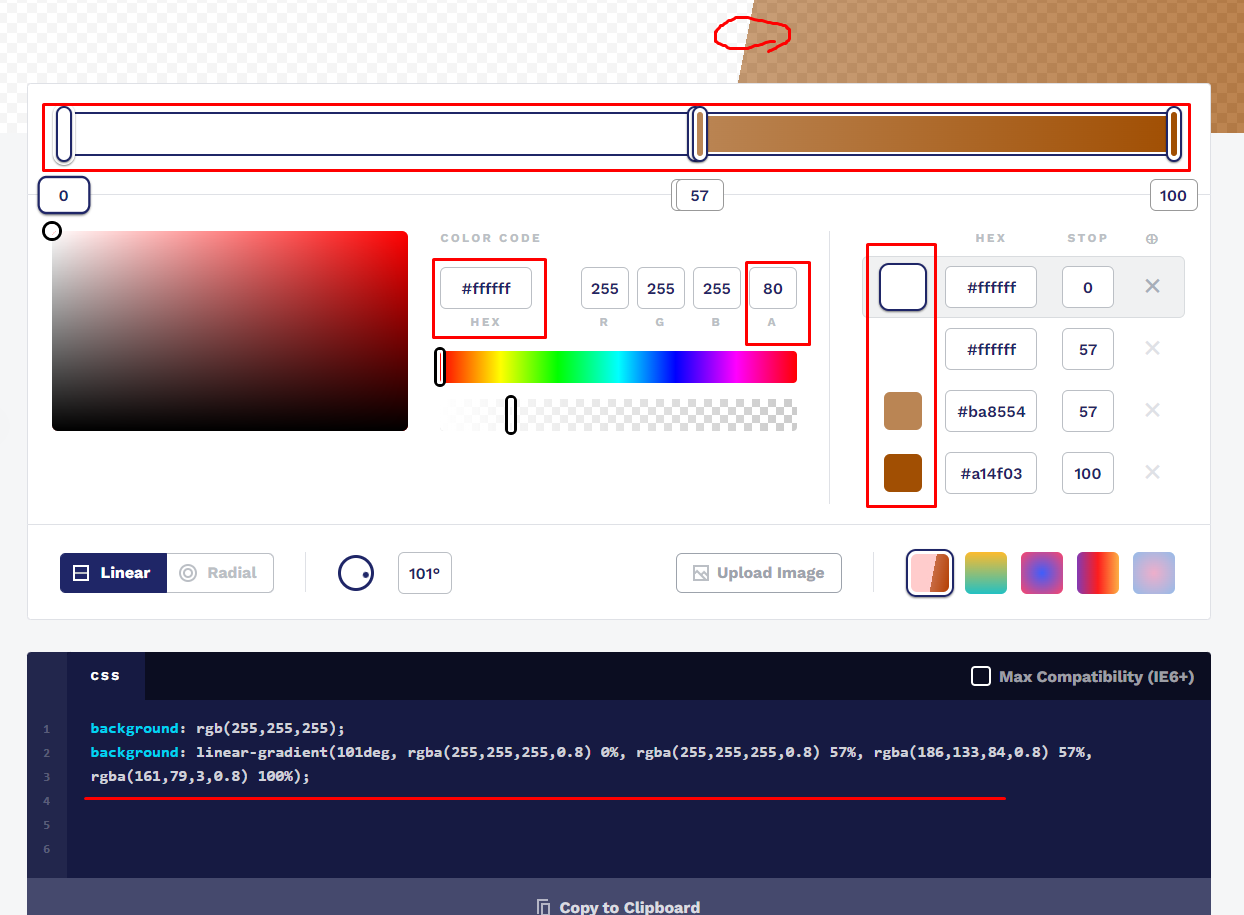 0
57
100
COLOR CODE
#ffffff
255
255
255
80
HEX
R
G
B
A
HEX STOP
#ffffff 0
#ffffff 57
#ba8554 57
#a14f03 100
Linear
Radial
101°
Upload Image
css
Max Compatibility (IE6+)
1 background: rgb(255,255,255);
2 background: linear-gradient(101deg, rgba(255,255,255,0.8) 0%, rgba(255,255,255,0.8) 57%, rgba(186,133,84,0.8) 57%,
3 rgba(161,79,3,0.8) 100%);
4
5
6
Copy to Clipboard